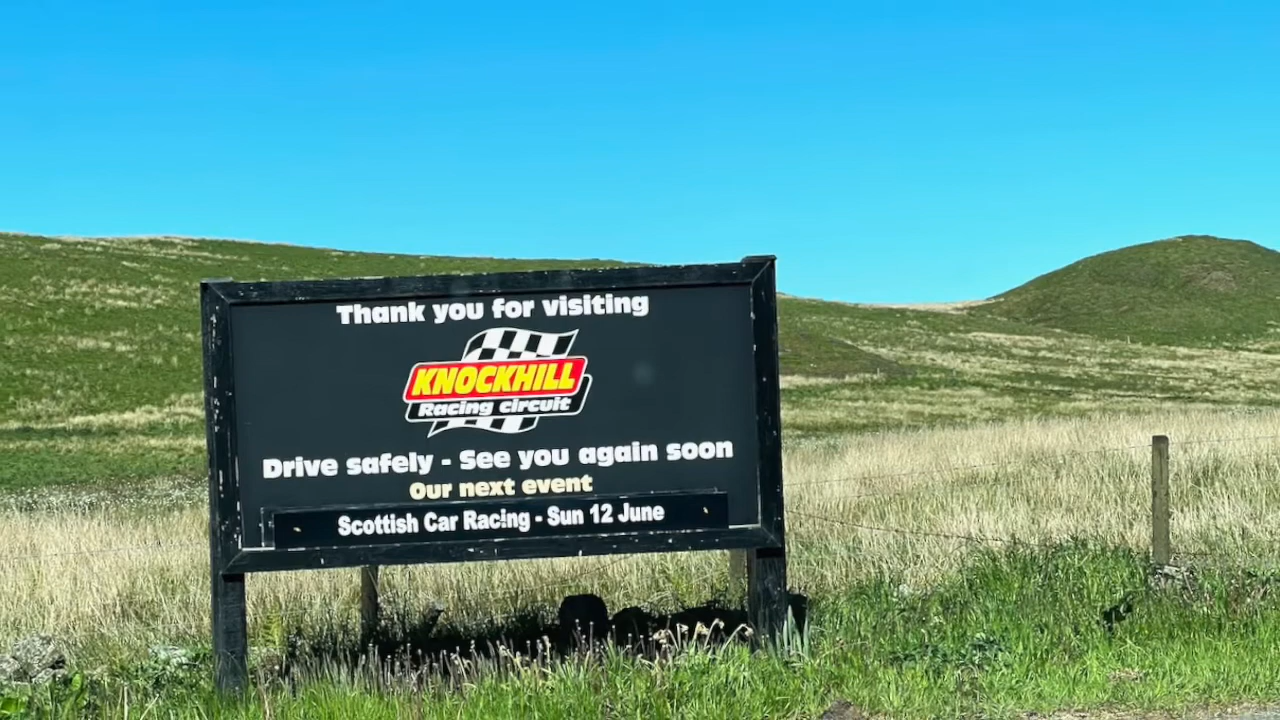 Thank you for visiting
KNOCKHILL
Racing circuit
Drive safely - See you again soon
Our next event
Scottish Car Racing - Sun 12 June